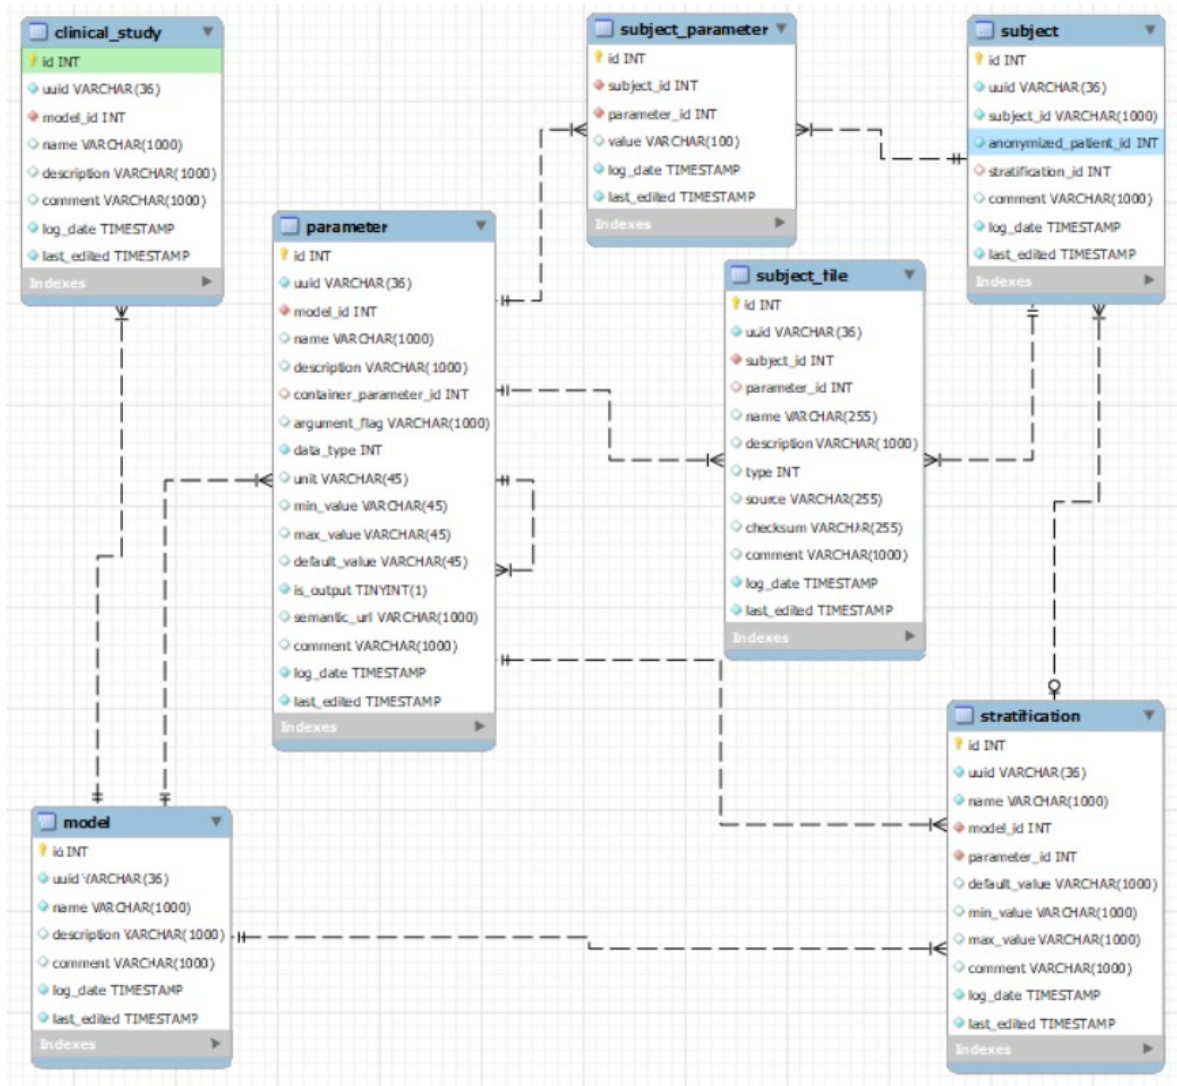 clinical_study
id INT
uuid VARCHAR(36)
model_id INT
name VARCHAR(1000)
description VARCHAR(1000)
comment VARCHAR(1000)
log_date TIMESTAMP
last_edited TIMESTAMP
Indexes
subject_parameter
id INT
subject_id INT
parameter_id INT
value VARCHAR(100)
log_date TIMESTAMP
last_edited TIMESTAMP
Indexes
subject
id INT
uuid VARCHAR(36)
subject_id VARCHAR(1000)
anonymized_patient_id INT
stratification_id INT
comment VARCHAR(1000)
log_date TIMESTAMP
last_edited TIMESTAMP
Indexes
parameter
id INT
uuid VARCHAR(36)
model_id INT
name VARCHAR(1000)
description VARCHAR(1000)
container_parameter_id INT
argument_flag VARCHAR(1000)
data_type INT
unit VARCHAR(45)
min_value VARCHAR(45)
max_value VARCHAR(45)
default_value VARCHAR(45)
is_output TINYINT(1)
semantic_url VARCHAR(1000)
comment VARCHAR(1000)
log_date TIMESTAMP
last_edited TIMESTAMP
Indexes
subject_file
id INT
uuid VARCHAR(36)
subject_id INT
parameter_id INT
name VARCHAR(255)
description VARCHAR(1000)
type INT
source VARCHAR(255)
checksum VARCHAR(255)
comment VARCHAR(1000)
log_date TIMESTAMP
last_edited TIMESTAMP
Indexes
model
id INT
uuid VARCHAR(36)
name VARCHAR(1000)
description VARCHAR(1000)
comment VARCHAR(1000)
log_date TIMESTAMP
last_edited TIMESTAMP
Indexes
stratification
id INT
uuid VARCHAR(36)
name VARCHAR(1000)
model_id INT
parameter_id INT
default_value VARCHAR(1000)
min_value VARCHAR(1000)
max_value VARCHAR(1000)
comment VARCHAR(1000)
log_date TIMESTAMP
last_edited TIMESTAMP
Indexes